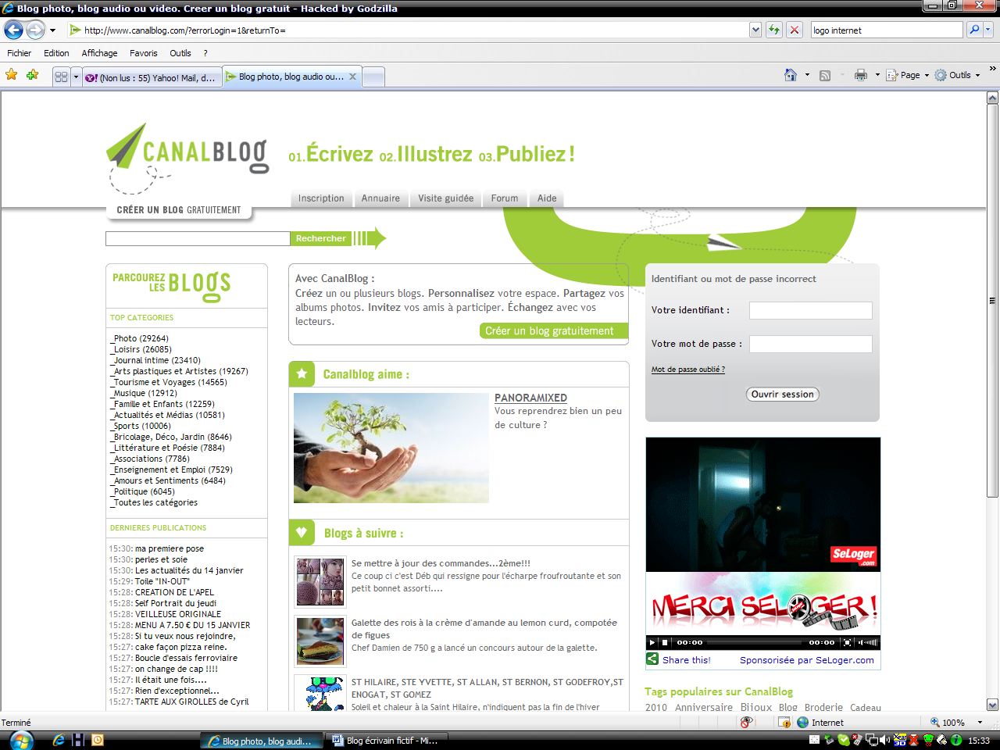 Blog photo, blog audio ou video. Creer un blog gratuit - Hacked by Godzilla
http://www.canalblog.com/?errorLogin=1&returnTo=
logo internet
Fichier Edition Affichage Favoris Outils ?
(Non lus : 55) Yahoo! Mail, d...
Blog photo, blog audio ou...
Page
Outils
CANALBLOG
01.Écrivez 02.Illustrez 03.Publiez !
Inscription Annuaire Visite guidée Forum Aide
CRÉER UN BLOG GRATUITEMENT
Rechercher
PARCOUREZ LES BLOGS
TOP CATEGORIES
_Photo (29264)
_Loisirs (26085)
_Journal intime (23410)
_Arts plastiques et Artistes (19267)
_Tourisme et Voyages (14565)
_Musique (12912)
_Famille et Enfants (12259)
_Actualités et Médias (10581)
_Sports (10006)
_Bricolage, Déco, Jardin (8646)
_Littérature et Poésie (7884)
_Associations (7786)
_Enseignement et Emploi (7529)
_Amours et Sentiments (6484)
_Politique (6045)
_Toutes les catégories
DERNIERES PUBLICATIONS
15:30: ma premiere pose
15:30: perles et soie
15:30: Les actualités du 14 janvier
15:29: Toile "IN-OUT"
15:28: CREATION DE L'APEL
15:28: Self Portrait du jeudi
15:28: VEILLEUSE ORIGINALE
15:28: MENU A 7.50 € DU 15 JANVIER
15:28: Si tu veux nous rejoindre,
15:27: cake façon pizza reine.
15:27: Boucle d'essais ferroviaire
15:27: on change de cap !!!!
15:27: Il était une fois....
15:27: Rien d'exceptionnel...
15:27: TARTE AUX GIROLLES de Cyril
Avec CanalBlog :
Créez un ou plusieurs blogs. Personnalisez votre espace. Partagez vos
albums photos. Invitez vos amis à participer. Échangez avec vos
lecteurs.
Créer un blog gratuitement
Canalblog aime :
PANORAMIXED
Vous reprendrez bien un peu
de culture ?
Blogs à suivre :
Se mettre à jour des commandes...2ème!!!
Ce coup ci c'est Déb qui ressigne pour l'écharpe froufroutante et son
petit bonnet assorti....
Galette des rois à la crème d'amande au lemon curd, compotée
de figues
Chef Damien de 750 g a lancé un concours autour de la galette.
ST HILAIRE, STE YVETTE, ST ALLAN, ST BERNON, ST GODEFROY,ST
ENOGAT, ST GOMEZ
Soleil et chaleur à la Saint Hilaire, n'indiquent pas la fin de l'hiver
Identifiant ou mot de passe incorrect
Votre identifiant :
Votre mot de passe :
Mot de passe oublié ?
Ouvrir session
SeLoger.com
MERCI SELOGER !
00:00 00:00
Share this! Sponsorisée par SeLoger.com
Tags populaires sur CanalBlog
2010 Anniversaire Bijoux Blog Broderie Cadeau
Terminé
Internet
100%
Blog photo, blog audi...
Blog écrivain fictif - Mi...
15:33